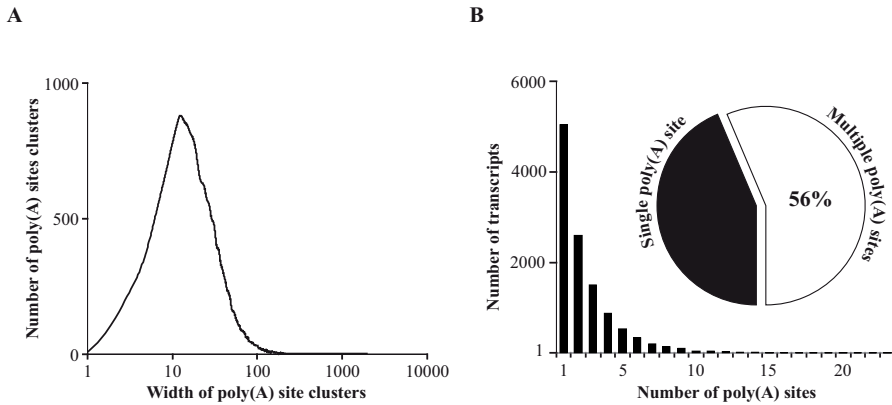 A
Number of poly(A) sites clusters
1000
500
0
1
10
100
1000
10000
Width of poly(A) site clusters
B
Number of transcripts
6000
4000
2000
1
1
5
10
15
20
Number of poly(A) sites
Single poly(A) site
Multiple poly(A) sites
56%